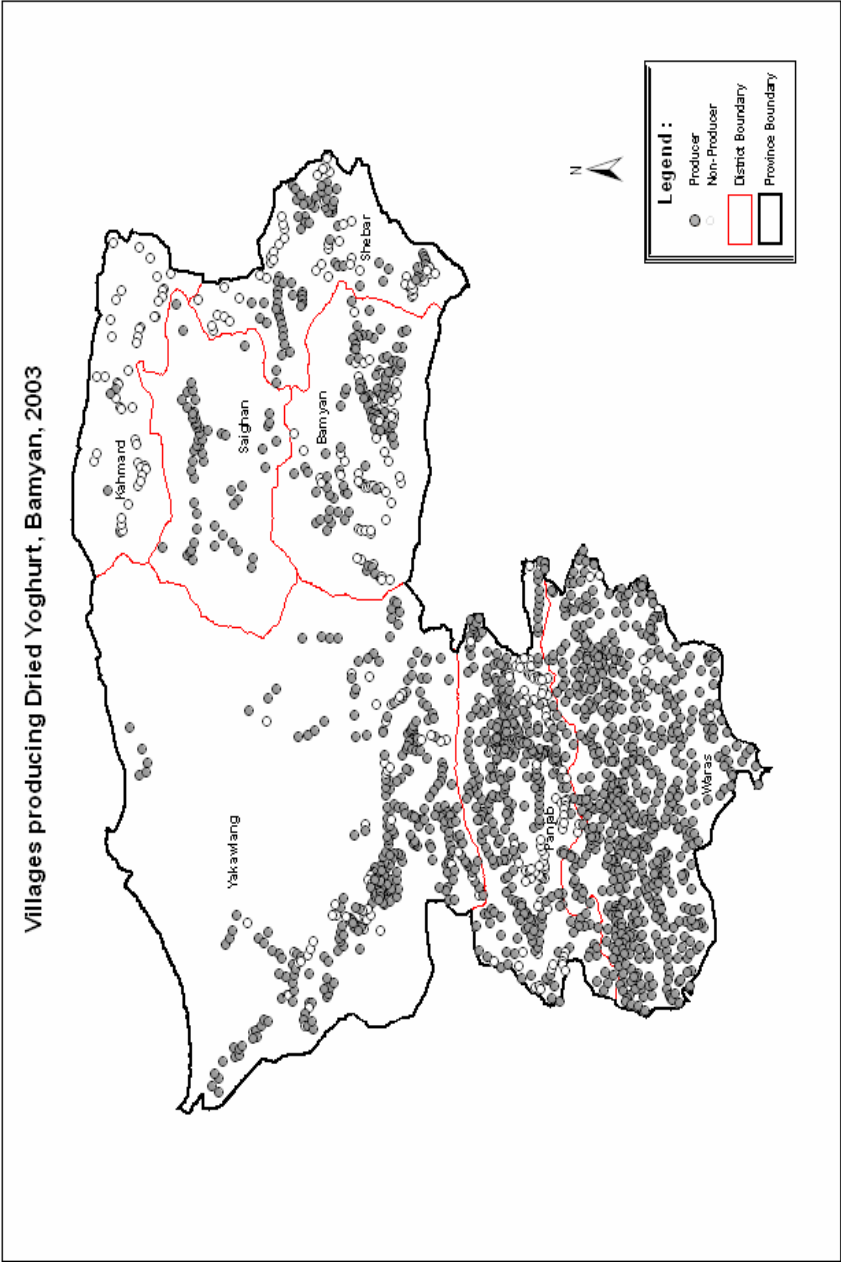 Villages producing Dried Yoghurt, Bamyan, 2003
Kahmard
Saighan
Shebar
Bamyan
Yakawlang
Panjab
Waras
N
Legend :
Producer
Non-Producer
District Boundary
Province Boundary